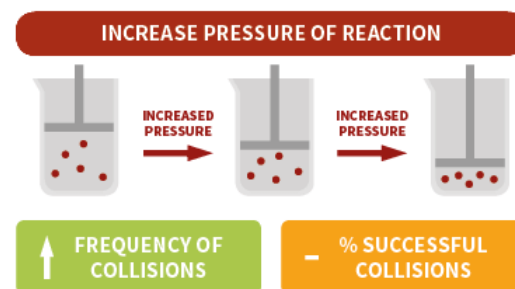 INCREASE PRESSURE OF REACTION
INCREASED
PRESSURE
INCREASED
PRESSURE
FREQUENCY OF
COLLISIONS
– % SUCCESSFUL
COLLISIONS